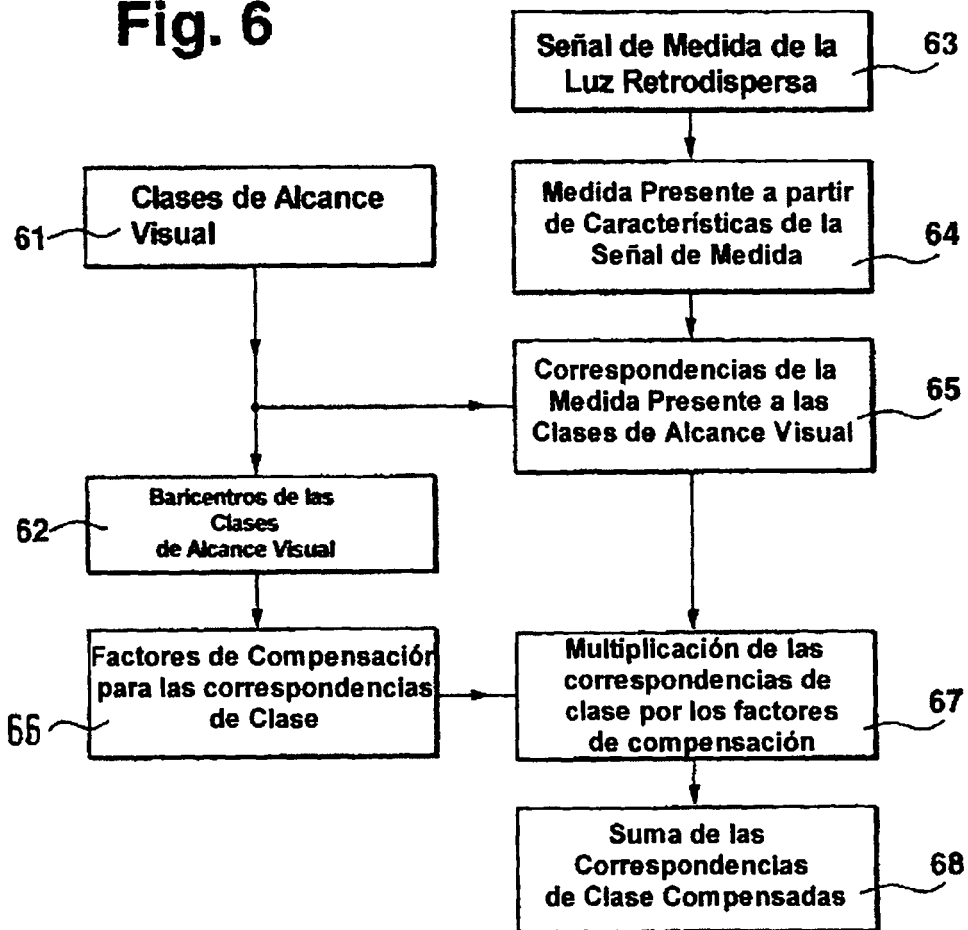 Fig. 6
Señal de Medida de la
Luz Retrodispersa
63
Clases de Alcance
Visual
61
Medida Presente a partir
de Características de la
Señal de Medida
64
Correspondencias de la
Medida Presente a las
Clases de Alcance Visual
65
Baricentros de las
Clases
de Alcance Visual
62
Factores de Compensación
para las correspondencias
de Clase
66
Multiplicación de las
correspondencias de
clase por los factores
de compensación
67
Suma de las
Correspondencias
de Clase Compensadas
68